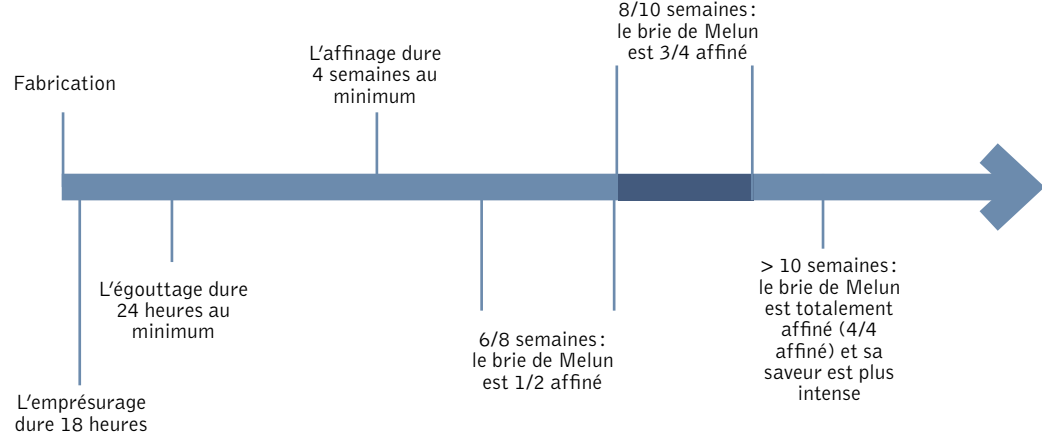 Fabrication
L'affinage dure
4 semaines au
minimum
8/10 semaines :
le brie de Melun
est 3/4 affiné
L'emprésurage
dure 18 heures
L'égouttage dure
24 heures au
minimum
6/8 semaines :
le brie de Melun
est 1/2 affiné
> 10 semaines :
le brie de Melun
est totalement
affiné (4/4
affiné) et sa
saveur est plus
intense